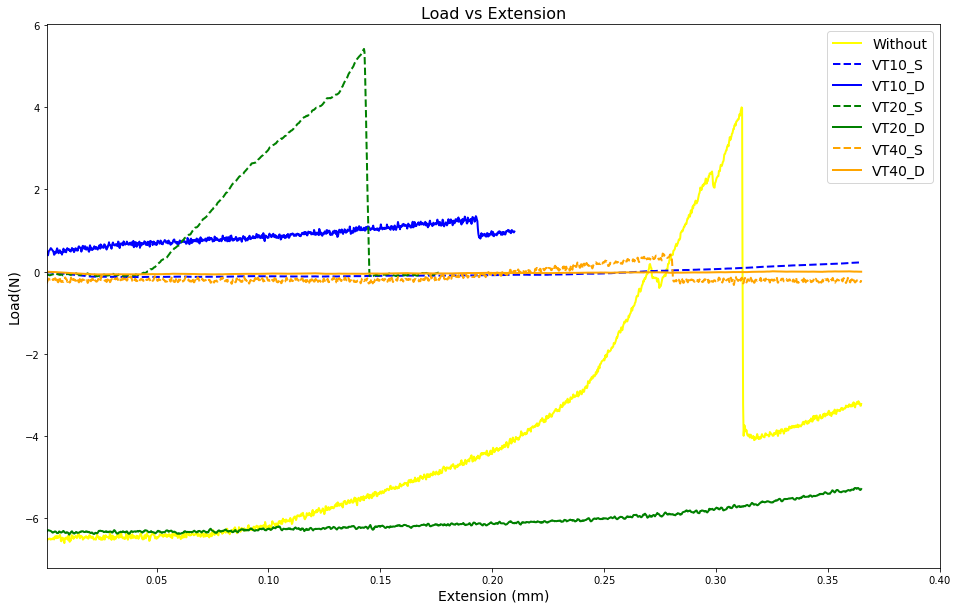 Load vs Extension
6
4
2
0
−2
−4
−6
Load(N)
Without
VT10_S
VT10_D
VT20_S
VT20_D
VT40_S
VT40_D
0.05 0.10 0.15 0.20 0.25 0.30 0.35 0.40
Extension (mm)